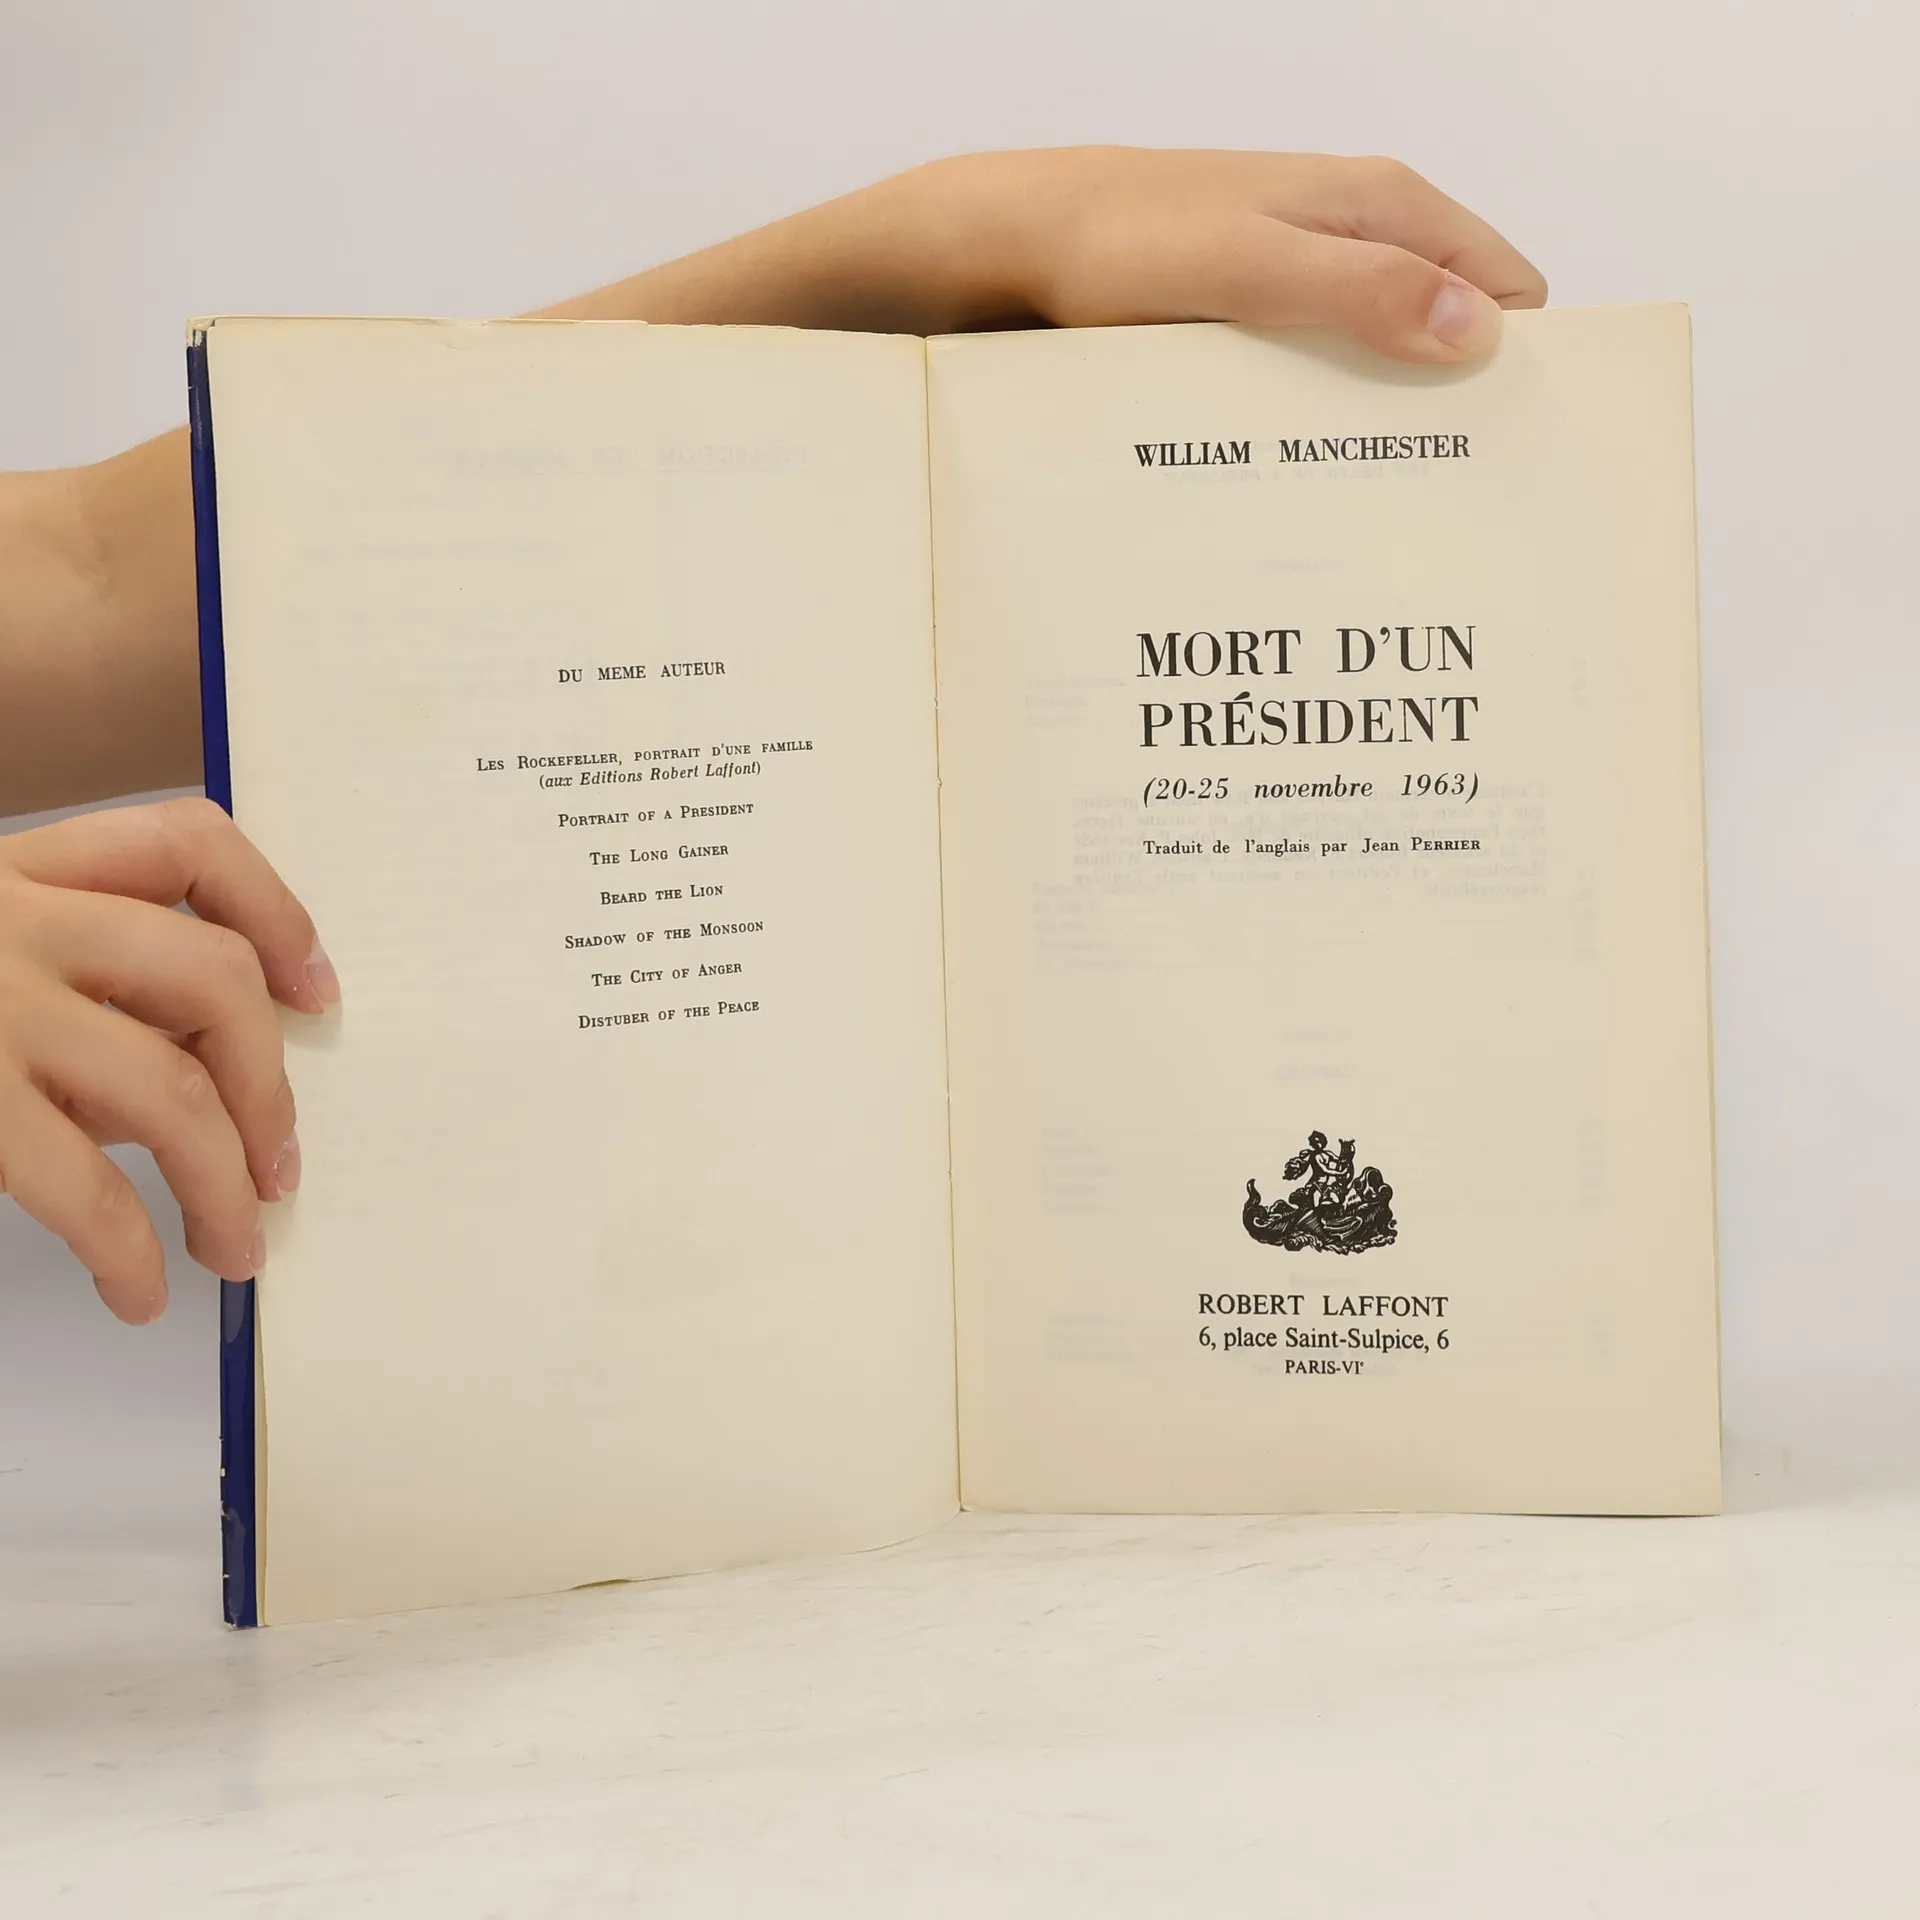 DU MEME AUTEUR
LES ROCKEFELLER, PORTRAIT D'UNE FAMILLE
(aux Editions Robert Laffont)
PORTRAIT OF A PRESIDENT
THE LONG GAINER
BEARD THE LION
SHADOW OF THE MONSOON
THE CITY OF ANGER
DISTUBER OF THE PEACE
WILLIAM MANCHESTER
MORT D'UN
PRÉSIDENT
(20-25 novembre 1963)
Traduit de l'anglais par Jean PERRIER
ROBERT LAFFONT
6, place Saint-Sulpice, 6
PARIS-VIe